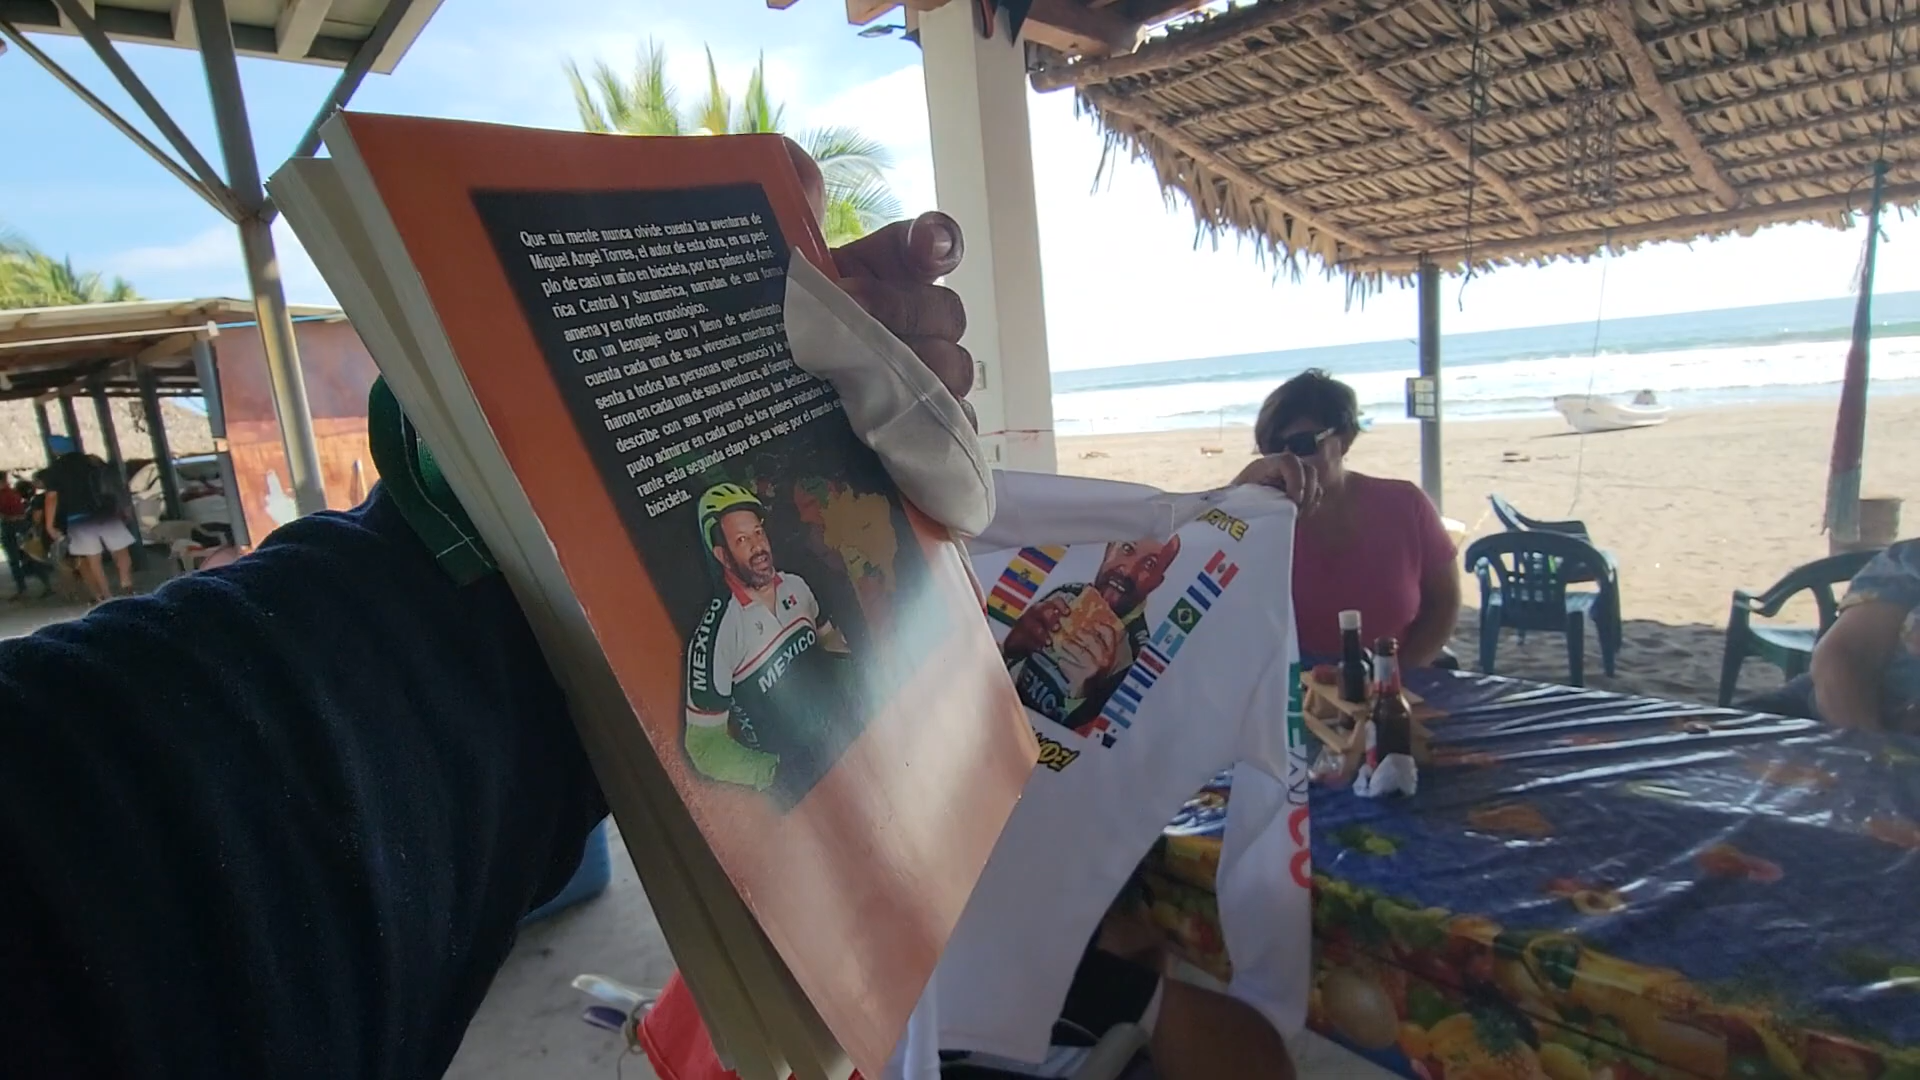 Que mi mente nunca olvide cuenta las aventuras de
Miguel Angel Torres, el autor de esta obra, en su peri-
plo de casi un año en bicicleta, por los países de Amé-
rica Central y Suramérica, narradas de una forma
amena y en orden cronológico.
Con un lenguaje claro y lleno de sentimiento
cuenta cada una de sus vivencias mientras
senta a todos las personas que conoció y le
ñaron en cada una de sus aventuras, al tiempo
describe con sus propias palabras las
pudo admirar en cada uno de los países visitados
rante esta segunda etapa de su viaje por el mundo
bicicleta.
MEXICO
MEXICO
MEXICO